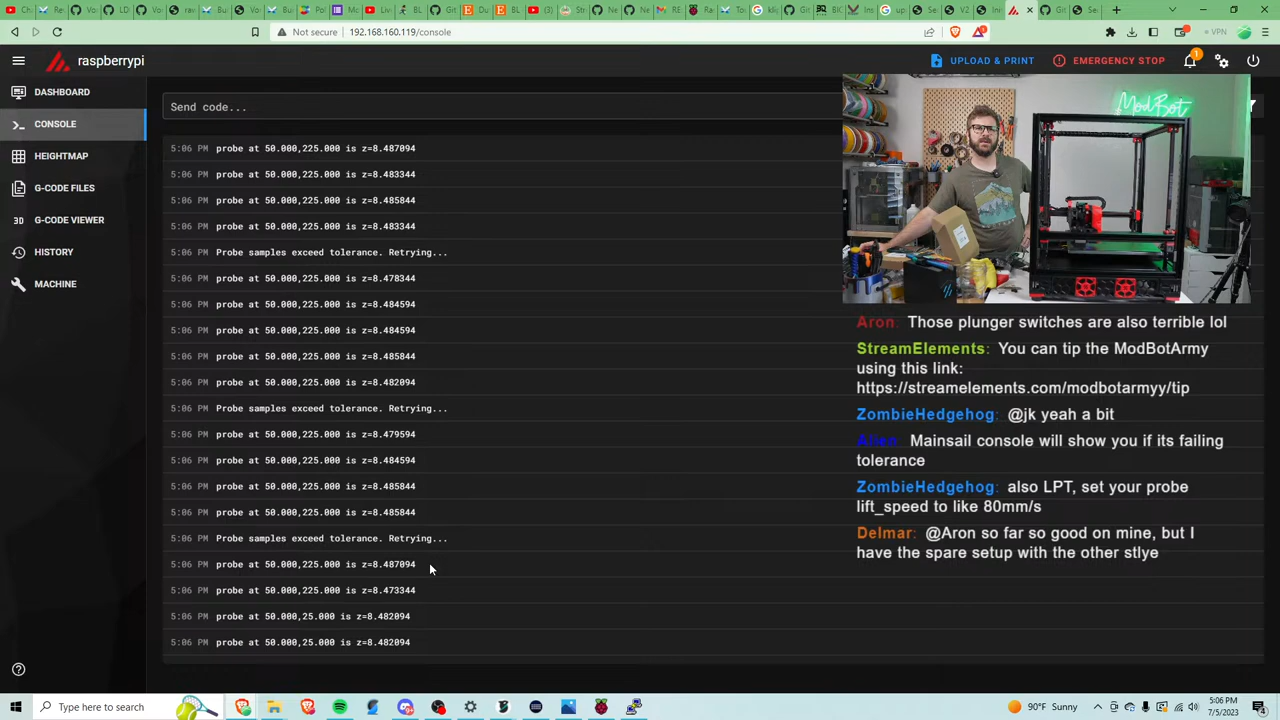 Not secure 192.168.160.119/console
VPN
raspberrypi
UPLOAD & PRINT
EMERGENCY STOP
1
DASHBOARD
CONSOLE
HEIGHTMAP
G-CODE FILES
3D G-CODE VIEWER
HISTORY
MACHINE
Send code...
5:06 PM probe at 50.000,225.000 is z=8.487094
5:06 PM probe at 50.000,225.000 is z=8.483344
5:06 PM probe at 50.000,225.000 is z=8.485844
5:06 PM probe at 50.000,225.000 is z=8.483344
5:06 PM Probe samples exceed tolerance. Retrying...
5:06 PM probe at 50.000,225.000 is z=8.478344
5:06 PM probe at 50.000,225.000 is z=8.484594
5:06 PM probe at 50.000,225.000 is z=8.484594
5:06 PM probe at 50.000,225.000 is z=8.485844
5:06 PM probe at 50.000,225.000 is z=8.482094
5:06 PM Probe samples exceed tolerance. Retrying...
5:06 PM probe at 50.000,225.000 is z=8.479594
5:06 PM probe at 50.000,225.000 is z=8.484594
5:06 PM probe at 50.000,225.000 is z=8.485844
5:06 PM probe at 50.000,225.000 is z=8.485844
5:06 PM Probe samples exceed tolerance. Retrying...
5:06 PM probe at 50.000,225.000 is z=8.487094
5:06 PM probe at 50.000,225.000 is z=8.473344
5:06 PM probe at 50.000,25.000 is z=8.482094
5:06 PM probe at 50.000,25.000 is z=8.482094
ModBot
Aron: Those plunger switches are also terrible lol
StreamElements: You can tip the ModBotArmy
using this link:
https://streamelements.com/modbotarmyy/tip
ZombieHedgehog: @jk yeah a bit
Mainsail console will show you if its failing
tolerance
ZombieHedgehog: also LPT, set your probe
lift_speed to like 80mm/s
Delmar: @Aron so far so good on mine, but I
have the spare setup with the other stlye
Type here to search
90°F Sunny
5:06 PM
7/5/2023
4